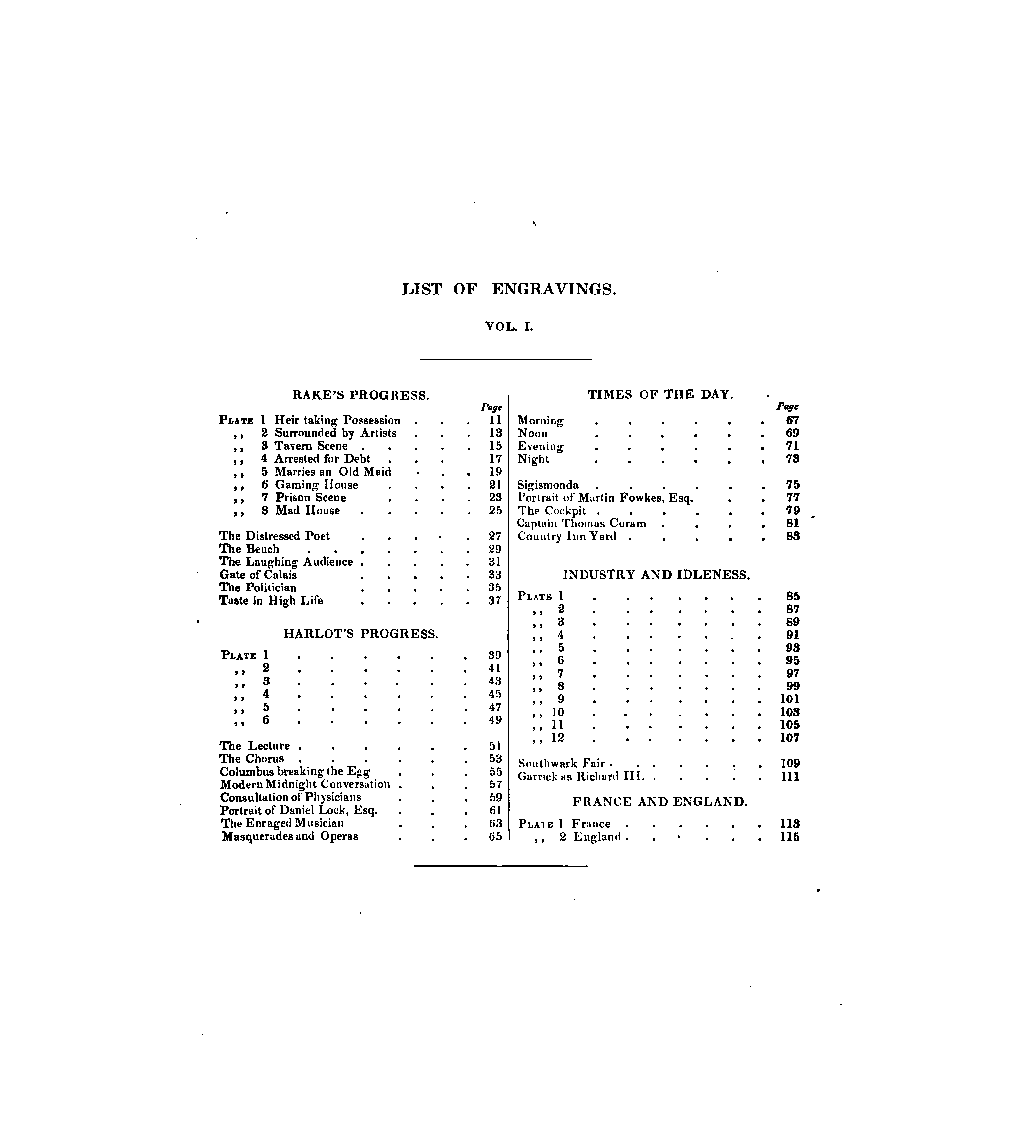 LIST OF ENGRAVINGS.
VOL. I.
RAKE'S PROGRESS.
Page
PLATE 1 Heir taking Possession . . . 11
,, 2 Surrounded by Artists . . . 13
,, 3 Tavern Scene . . . . 15
,, 4 Arrested for Debt . . . 17
,, 5 Marries an Old Maid . . . 19
,, 6 Gaming House . . . . 21
,, 7 Prison Scene . . . . 23
,, 8 Mad House . . . . . 25
The Distressed Poet . . . . . 27
The Bench . . . . . . . 29
The Laughing Audience . . . . . 31
Gate of Calais . . . . . 33
The Politician . . . . . 35
Taste in High Life . . . . . 37
HARLOT'S PROGRESS.
PLATE 1 . . . . . . 39
,, 2 . . . . . . 41
,, 3 . . . . . . 43
,, 4 . . . . . . 45
,, 5 . . . . . . 47
,, 6 . . . . . . 49
The Lecture . . . . . . 51
The Chorus . . . . . . 53
Columbus breaking the Egg . . . 55
Modern Midnight Conversation . . . 57
Consultation of Physicians . . . 59
Portrait of Daniel Lock, Esq. . . . 61
The Enraged Musician . . . 63
Masquerades and Operas . . . 65
TIMES OF THE DAY.
Page
Morning . . . . . . 67
Noon . . . . . . 69
Evening . . . . . . 71
Night . . . . . . 73
Sigismonda . . . . . . 75
Portrait of Martin Fowkes, Esq. . . 77
The Cockpit . . . . . . 79
Captain Thomas Coram . . . . 81
Country Inn Yard . . . . . 83
INDUSTRY AND IDLENESS.
PLATE 1 . . . . . . . 85
,, 2 . . . . . . . 87
,, 3 . . . . . . . 89
,, 4 . . . . . . . 91
,, 5 . . . . . . . 93
,, 6 . . . . . . . 95
,, 7 . . . . . . . 97
,, 8 . . . . . . . 99
,, 9 . . . . . . . 101
,, 10 . . . . . . . 103
,, 11 . . . . . . . 105
,, 12 . . . . . . . 107
Southwark Fair . . . . . . . 109
Garrick as Richard III. . . . . . 111
FRANCE AND ENGLAND.
PLATE 1 France . . . . . . 113
,, 2 England . . . . . . 115